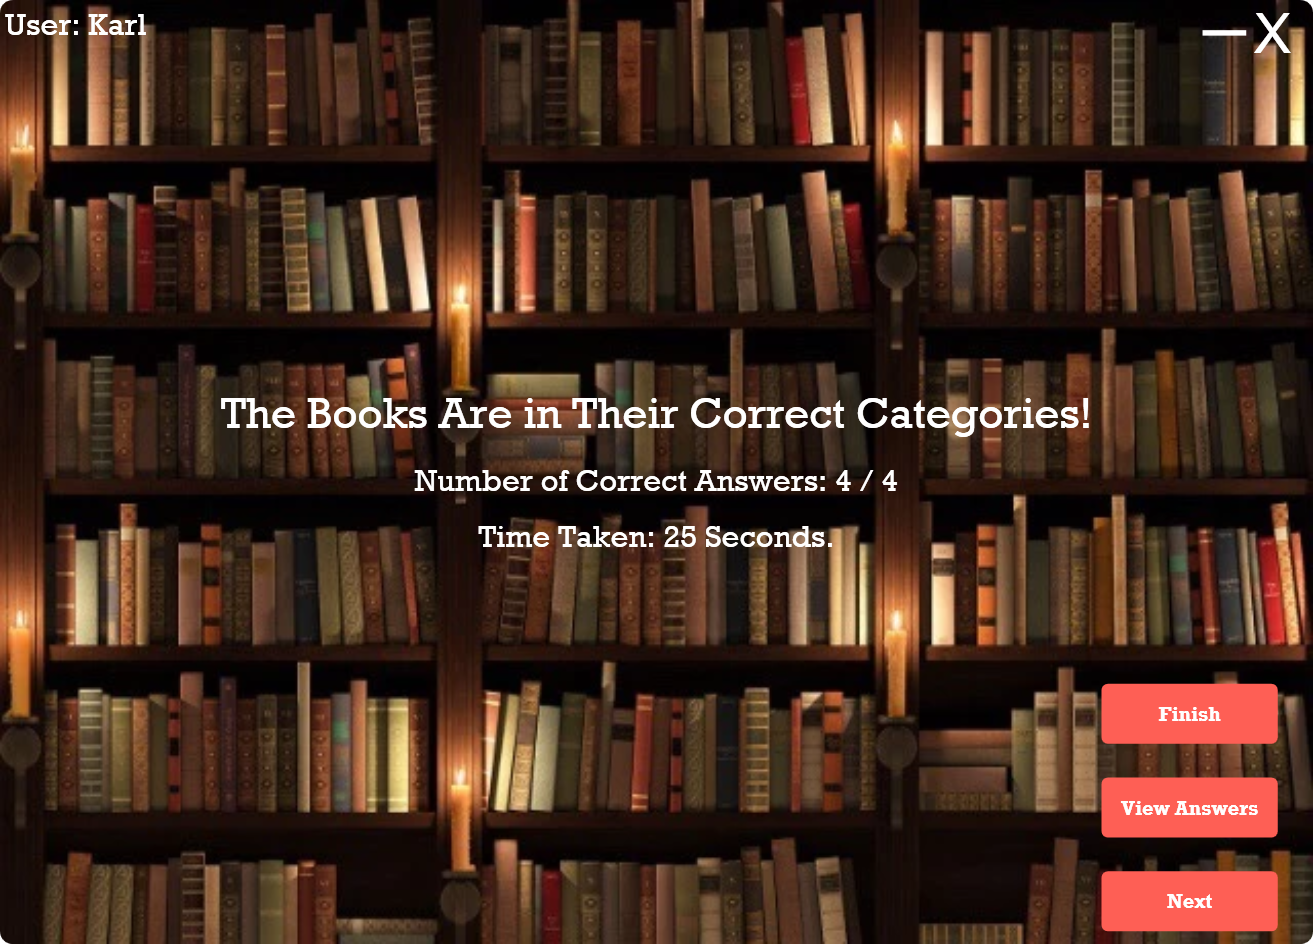 User: Karl
— X
The Books Are in Their Correct Categories!
Number of Correct Answers: 4 / 4
Time Taken: 25 Seconds.
Finish
View Answers
Next